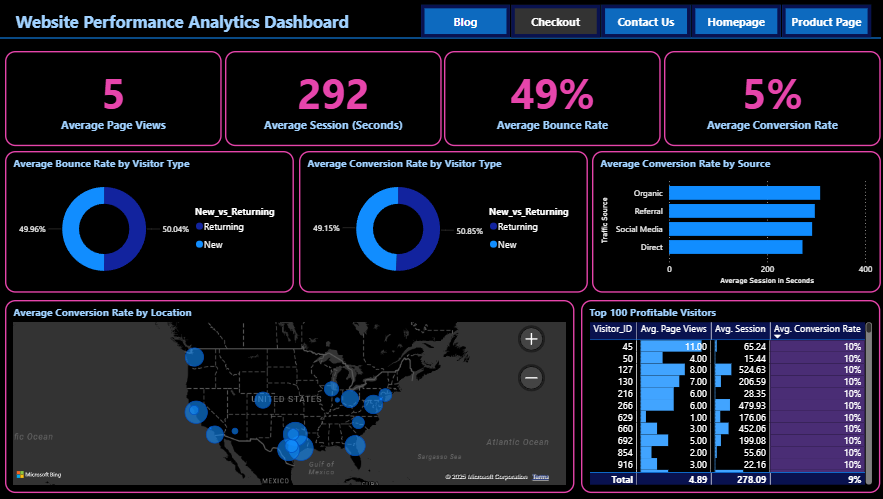 Website Performance Analytics Dashboard
Blog
Checkout
Contact Us
Homepage
Product Page
5
Average Page Views
292
Average Session (Seconds)
49%
Average Bounce Rate
5%
Average Conversion Rate
Average Bounce Rate by Visitor Type
49.96%
50.04%
New_vs_Returning
Returning
New
Average Conversion Rate by Visitor Type
49.15%
50.85%
New_vs_Returning
Returning
New
Average Conversion Rate by Source
Traffic Source
Organic
Referral
Social Media
Direct
0 200 400
Average Session in Seconds
Average Conversion Rate by Location
UNITED STATES
fic Ocean
Atlantic Ocean
Sargasso Sea
Gulf of
Mexico
MEXICO
CUBA
Microsoft Bing
© 2025 Microsoft Corporation Terms
Top 100 Profitable Visitors
Visitor_ID Avg. Page Views Avg. Session Avg. Conversion Rate
45 11.00 65.24 10%
50 4.00 15.44 10%
127 8.00 524.63 10%
130 7.00 206.59 10%
216 6.00 28.35 10%
266 6.00 479.93 10%
629 1.00 176.06 10%
660 3.00 452.06 10%
692 5.00 199.08 10%
854 2.00 55.60 10%
916 3.00 22.16 10%
Total 4.89 278.09 9%